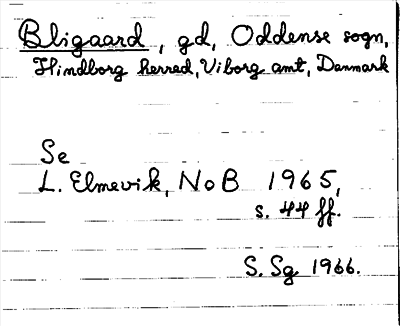 Bligaard, gd, Oddense sogn,
Hindborg herred, Viborg amt, Danmark
Se
L. Elmevik, NoB 1965,
s. 44 ff.
S. Sg 1966.